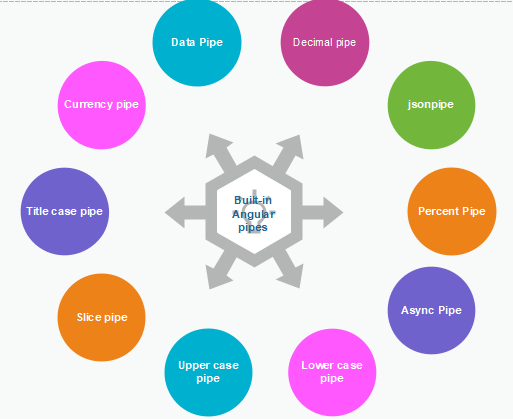 Data Pipe
Decimal pipe
Currency pipe
jsonpipe
Built-in
Angular
pipes
Title case pipe
Percent Pipe
Slice pipe
Async Pipe
Upper case
pipe
Lower case
pipe